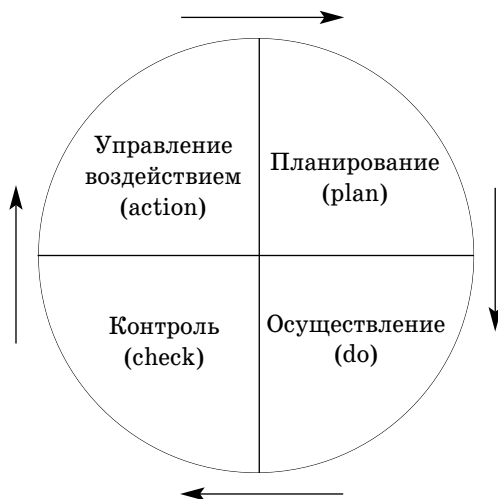 Управление
воздействием
(action)
Планирование
(plan)
Контроль
(check)
Осуществление
(do)